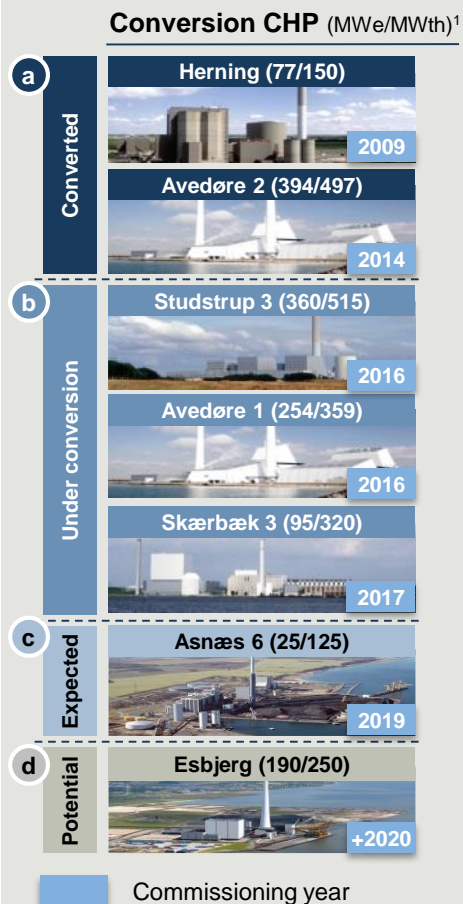 Conversion CHP (MWe/MWth)¹
a
Converted
Herning (77/150)
2009
Avedøre 2 (394/497)
2014
b
Under conversion
Studstrup 3 (360/515)
2016
Avedøre 1 (254/359)
2016
Skærbæk 3 (95/320)
2017
c
Expected
Asnæs 6 (25/125)
2019
d
Potential
Esbjerg (190/250)
+2020
Commissioning year